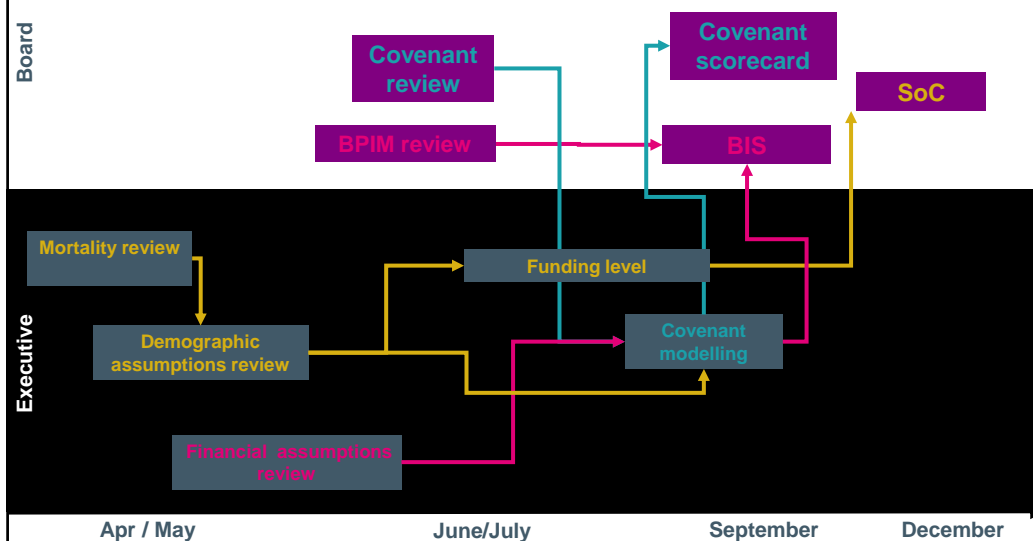 Board
Covenant
review
Covenant
scorecard
SoC
BPIM review
BIS
Executive
Mortality review
Funding level
Demographic
assumptions review
Covenant
modelling
Financial  assumptions
review
Apr / May
June/July
September
December